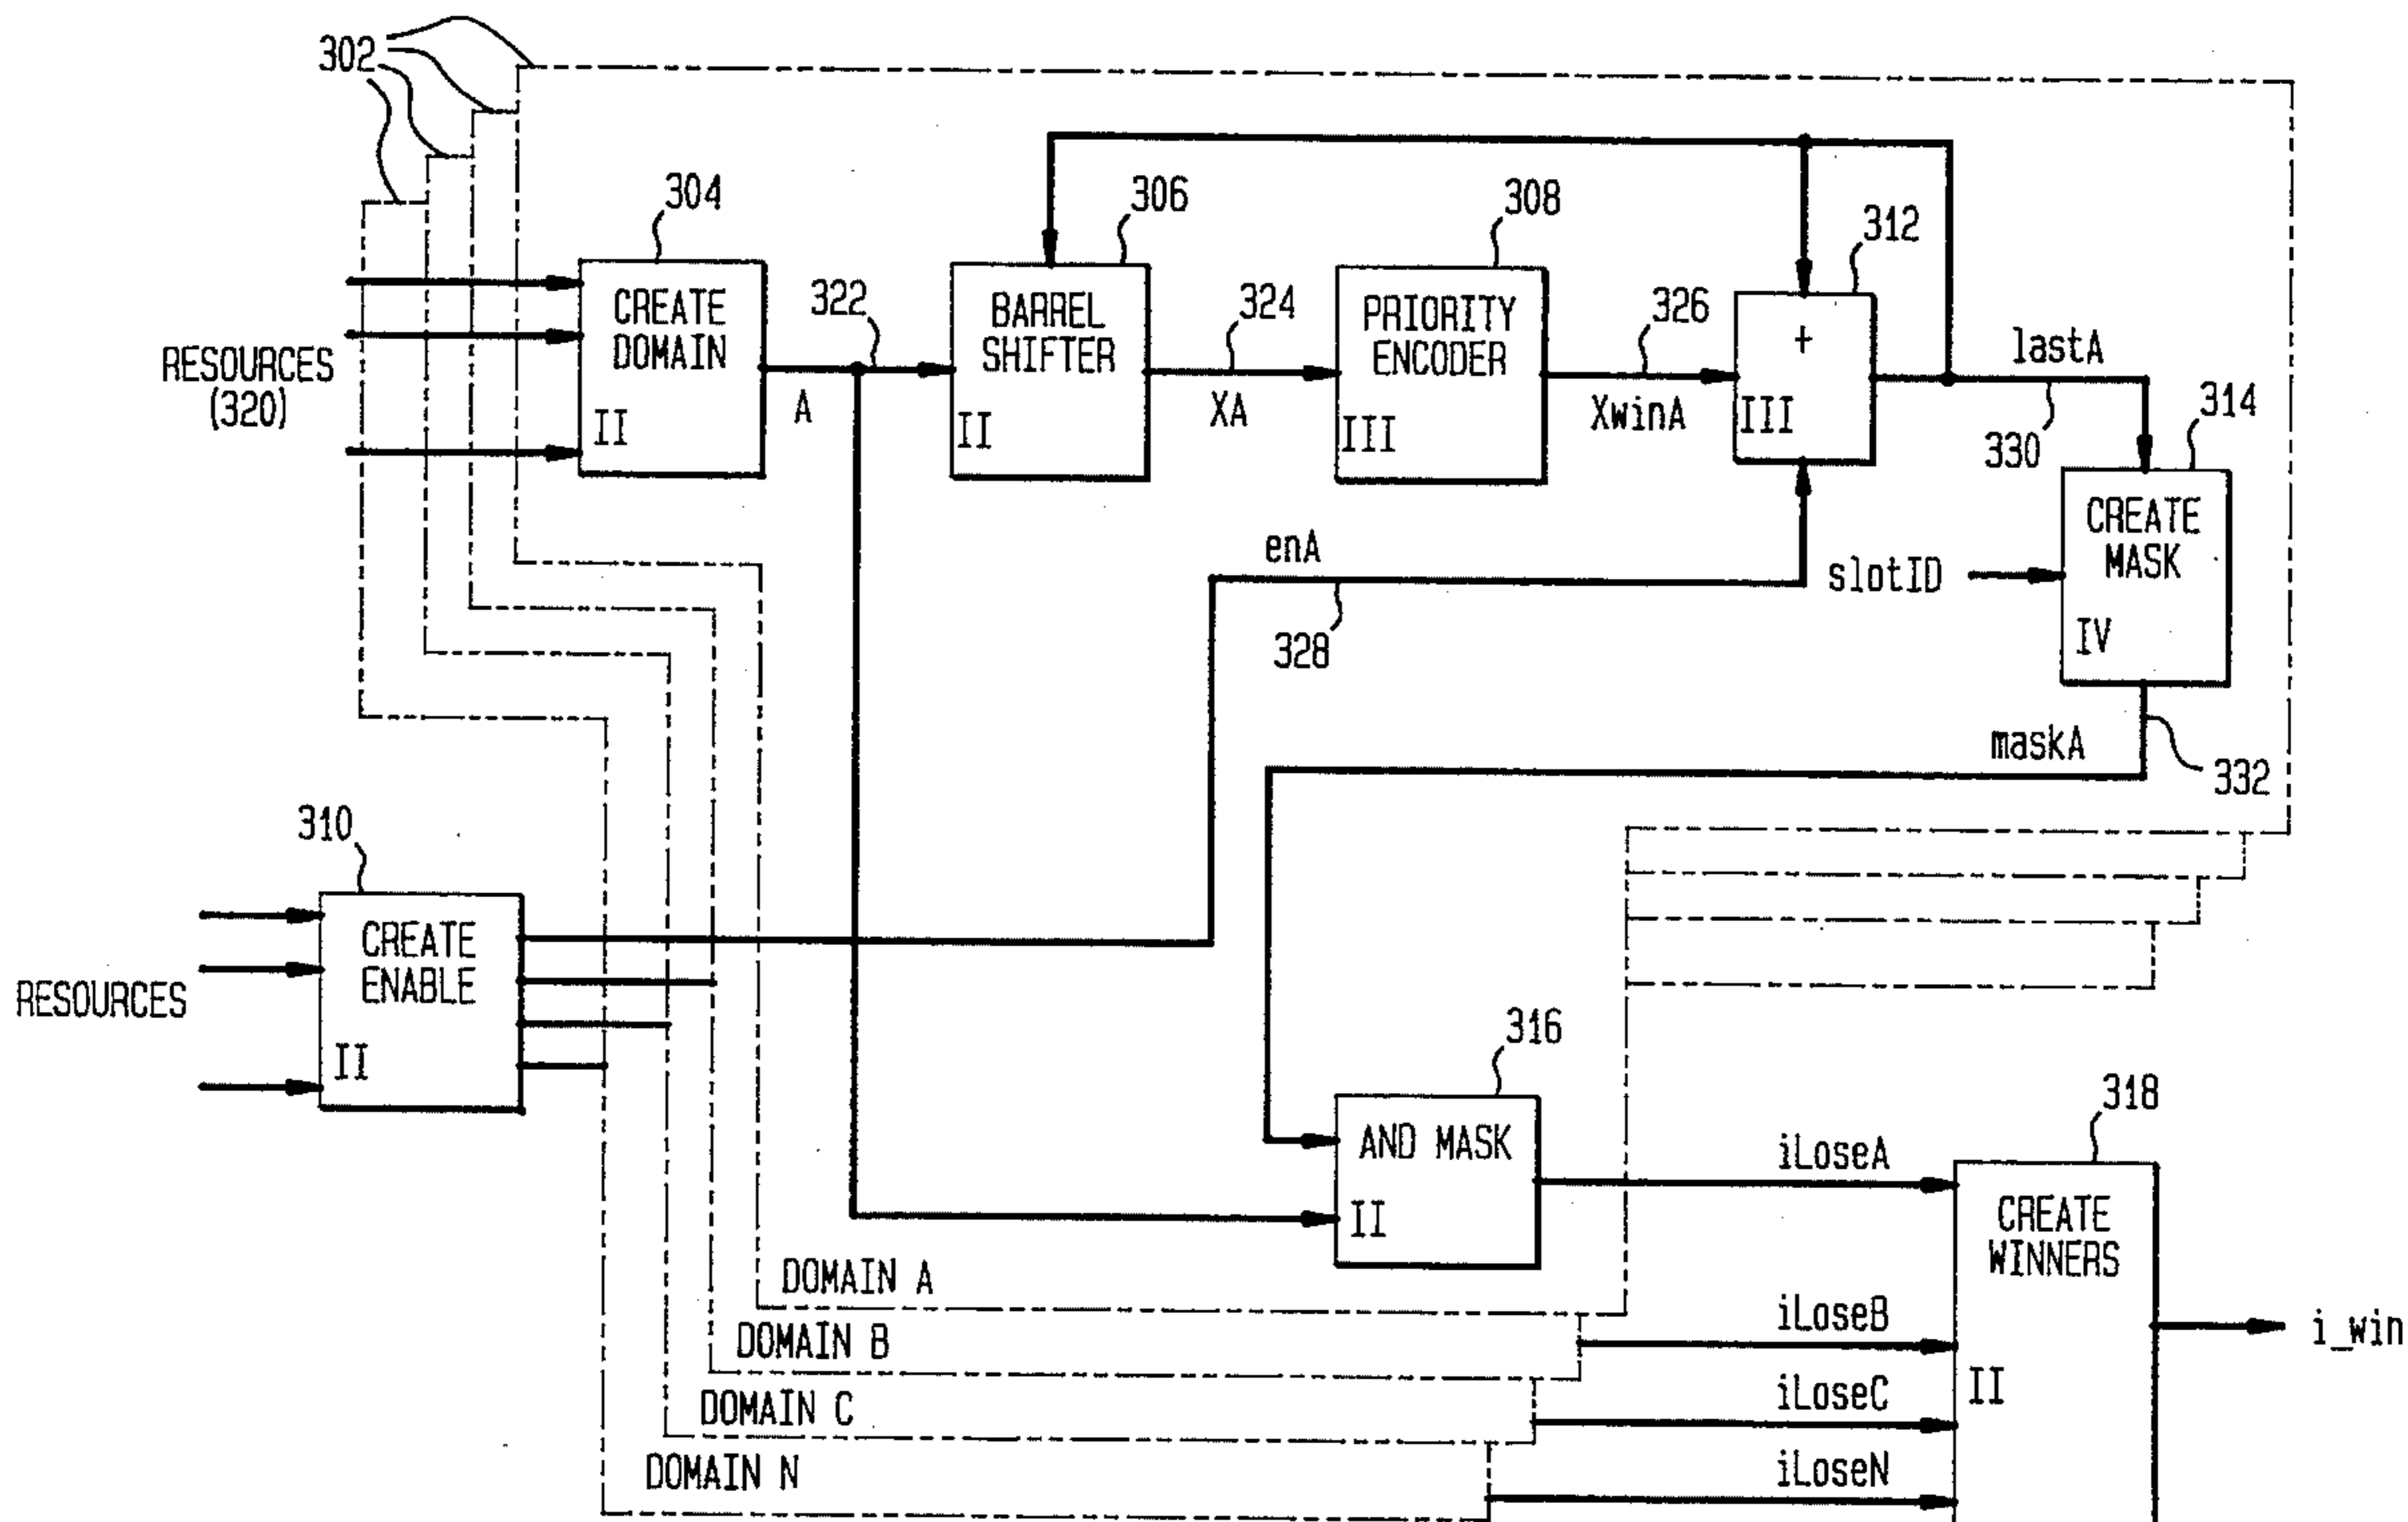 302
304
306
308
312
CREATE
DOMAIN
II
322
A
BARREL
SHIFTER
II
324
XA
PRIORITY
ENCODER
III
326
XwinA
+
III
lastA
330
314
RESOURCES
(320)
CREATE
MASK
IV
slotID
enA
328
maskA
332
310
CREATE
ENABLE
II
RESOURCES
316
AND MASK
II
318
CREATE
WINNERS
II
iLoseA
iLoseB
iLoseC
iLoseN
i_win
DOMAIN A
DOMAIN B
DOMAIN C
DOMAIN N